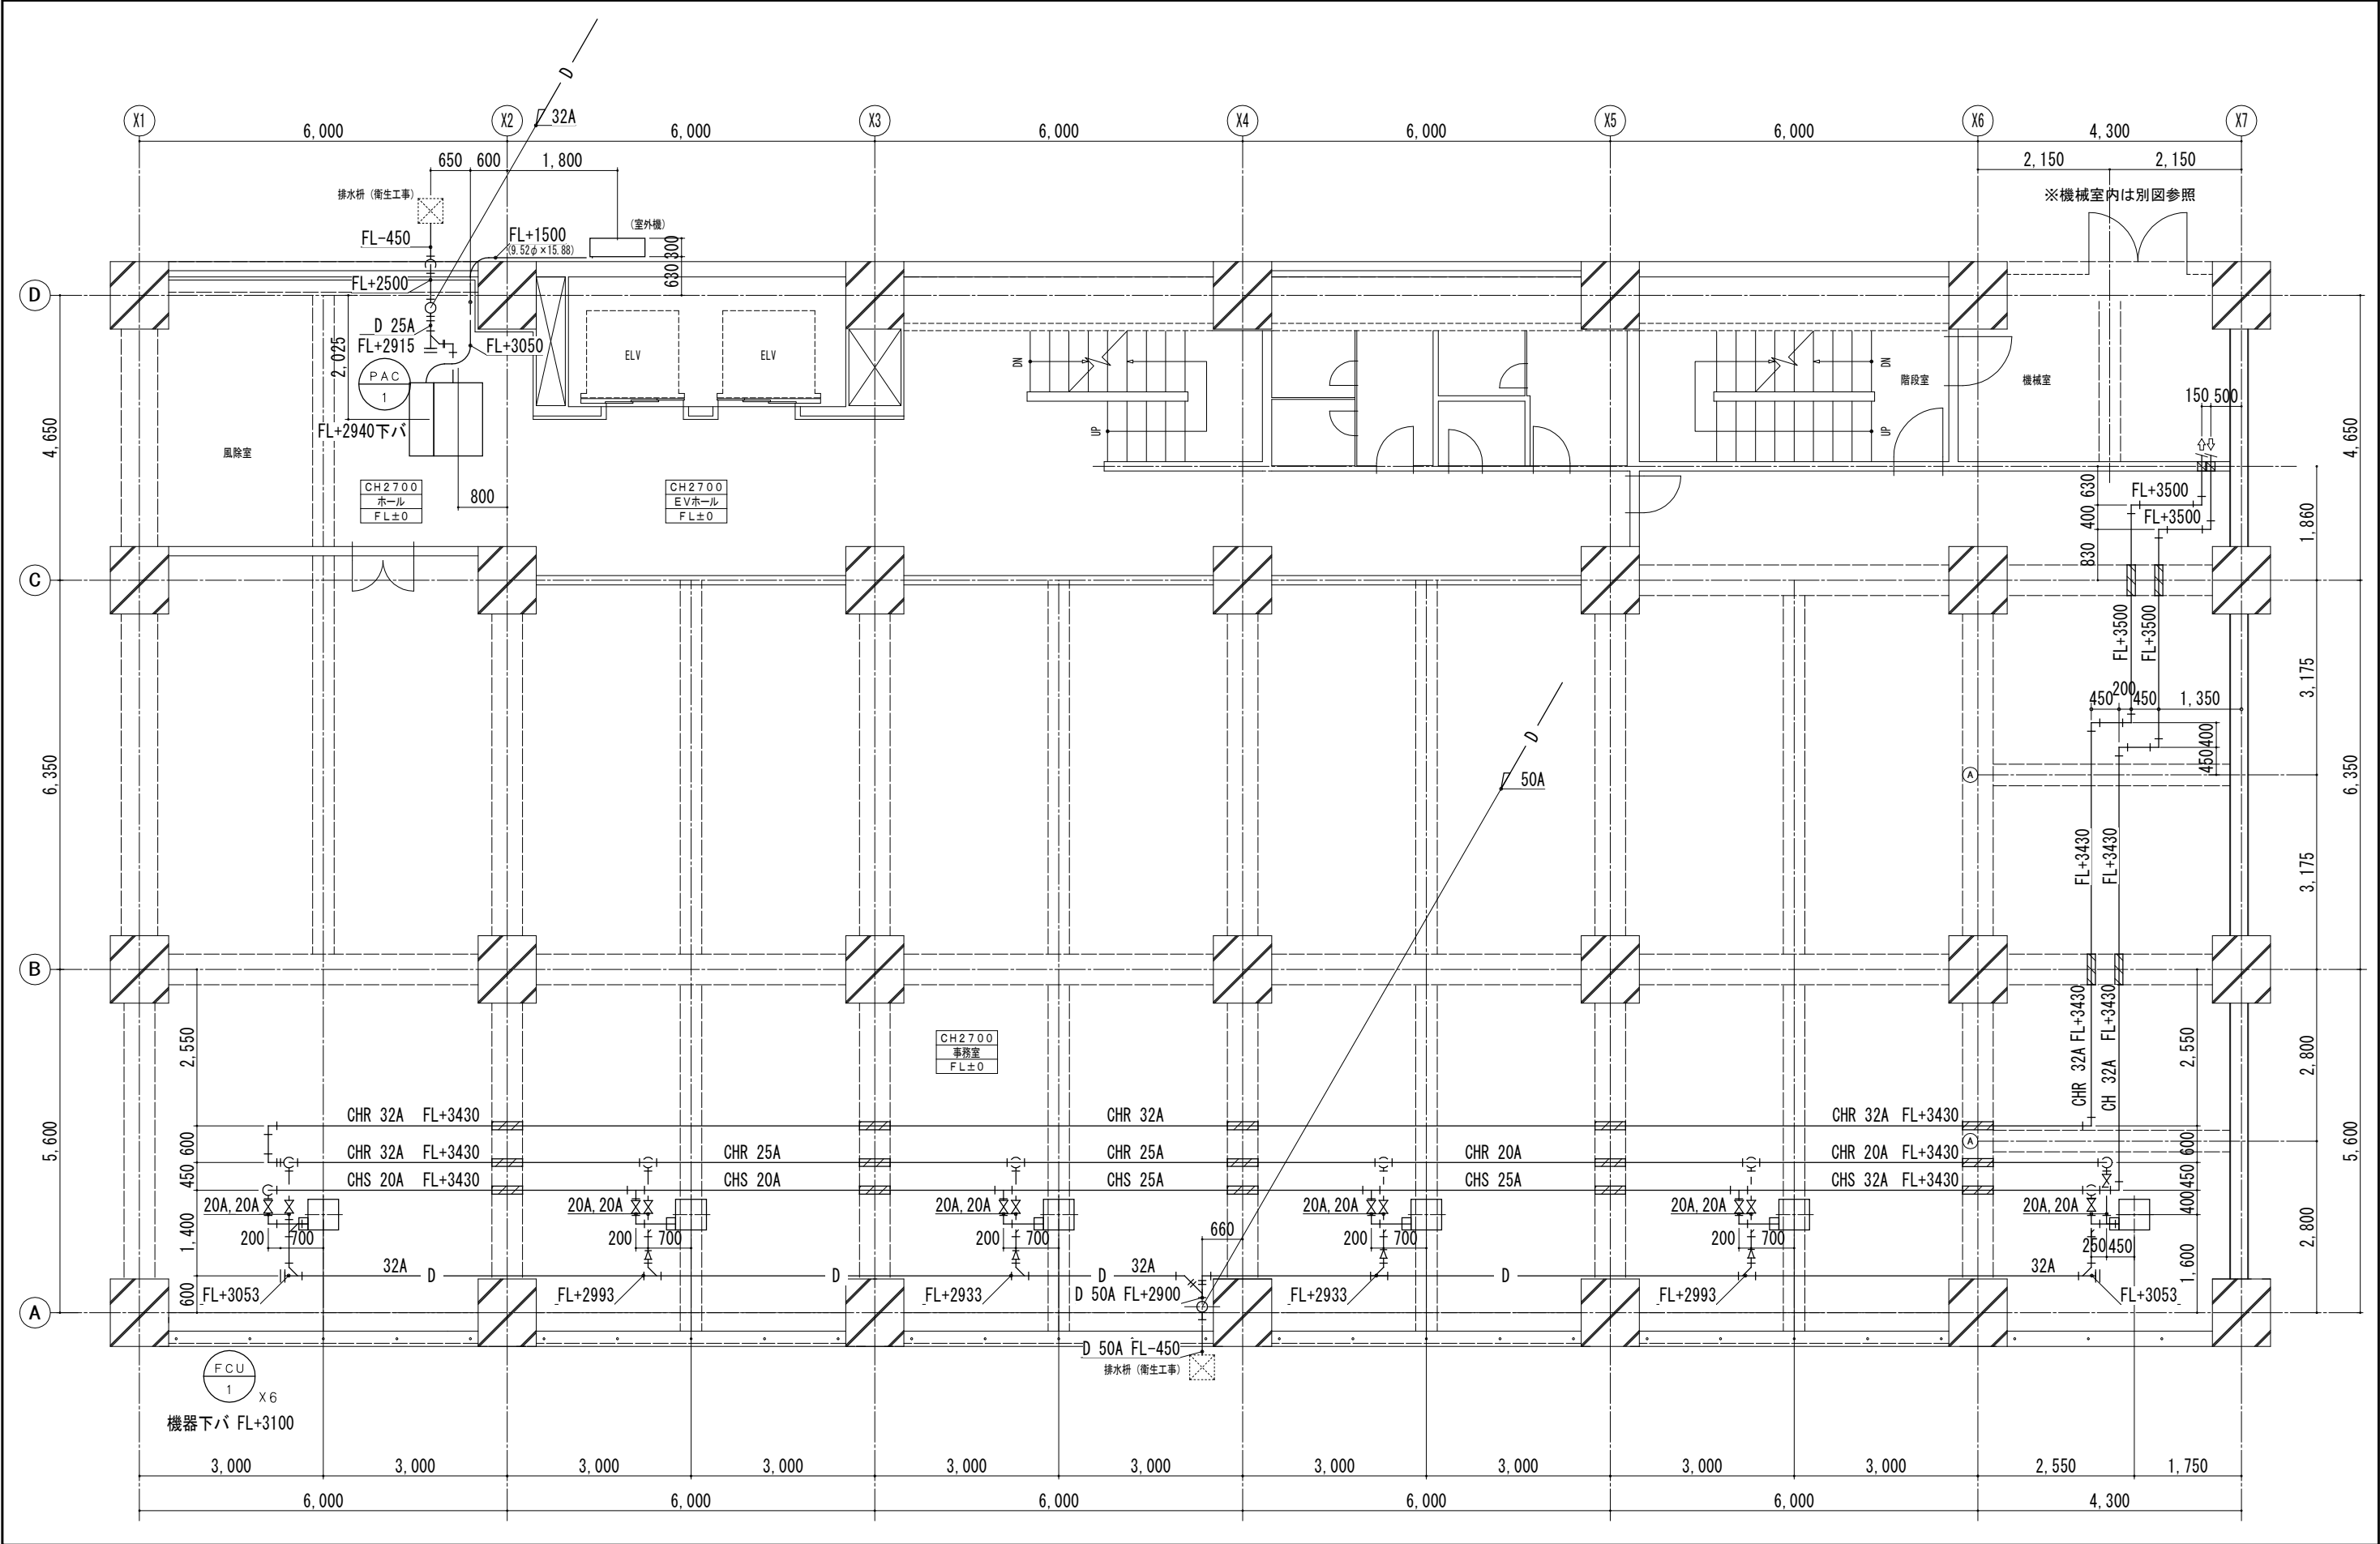 D
32A
X1
X2
X3
X4
X5
X6
X7
6,000
6,000
6,000
6,000
6,000
4,300
650
600
1,800
2,150
2,150
排水桝（衛生工事）
(室外機)
※機械室内は別図参照
FL-450
FL+1500
(9.52φ×15.88)
630
300
FL+2500
D
D 25A
FL+2915
FL+3050
2,025
PAC
1
ELV
ELV
DN
DN
階段室
機械室
150
500
FL+2940下バ
UP
UP
4,650
4,650
風除室
CH2700
ホール
FL±0
800
CH2700
EVホール
FL±0
630
400
830
FL+3500
FL+3500
1,860
C
FL+3500
FL+3500
3,175
450
200
450
1,350
400
450
D
50A
A
6,350
6,350
FL+3430
FL+3430
3,175
B
CHR 32A FL+3430
CH 32A FL+3430
2,550
2,550
2,800
CH2700
事務室
FL±0
CHR 32A FL+3430
CHR 32A
CHR 32A FL+3430
5,600
5,600
600
A
600
CHR 32A FL+3430
CHR 25A
CHR 25A
CHR 20A
CHR 20A FL+3430
450
450
CHS 20A FL+3430
CHS 20A
CHS 25A
CHS 25A
CHS 32A FL+3430
400
20A,20A
20A,20A
20A,20A
20A,20A
20A,20A
20A,20A
1,400
200
700
200
700
200
700
660
200
700
200
700
250
450
2,800
1,600
32A
D
D
D
32A
D
32A
600
FL+3053
FL+2993
FL+2933
D 50A FL+2900
FL+2933
FL+2993
FL+3053
A
D 50A FL-450
排水桝（衛生工事）
FCU
1
X6
機器下バ FL+3100
3,000
3,000
3,000
3,000
3,000
3,000
3,000
3,000
3,000
3,000
2,550
1,750
6,000
6,000
6,000
6,000
6,000
4,300